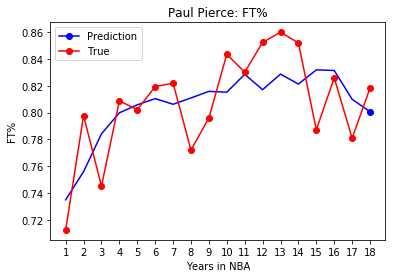 Paul Pierce: FT%
Prediction
True
FT%
0.86
0.84
0.82
0.80
0.78
0.76
0.74
0.72
1 2 3 4 5 6 7 8 9 10 11 12 13 14 15 16 17 18
Years in NBA